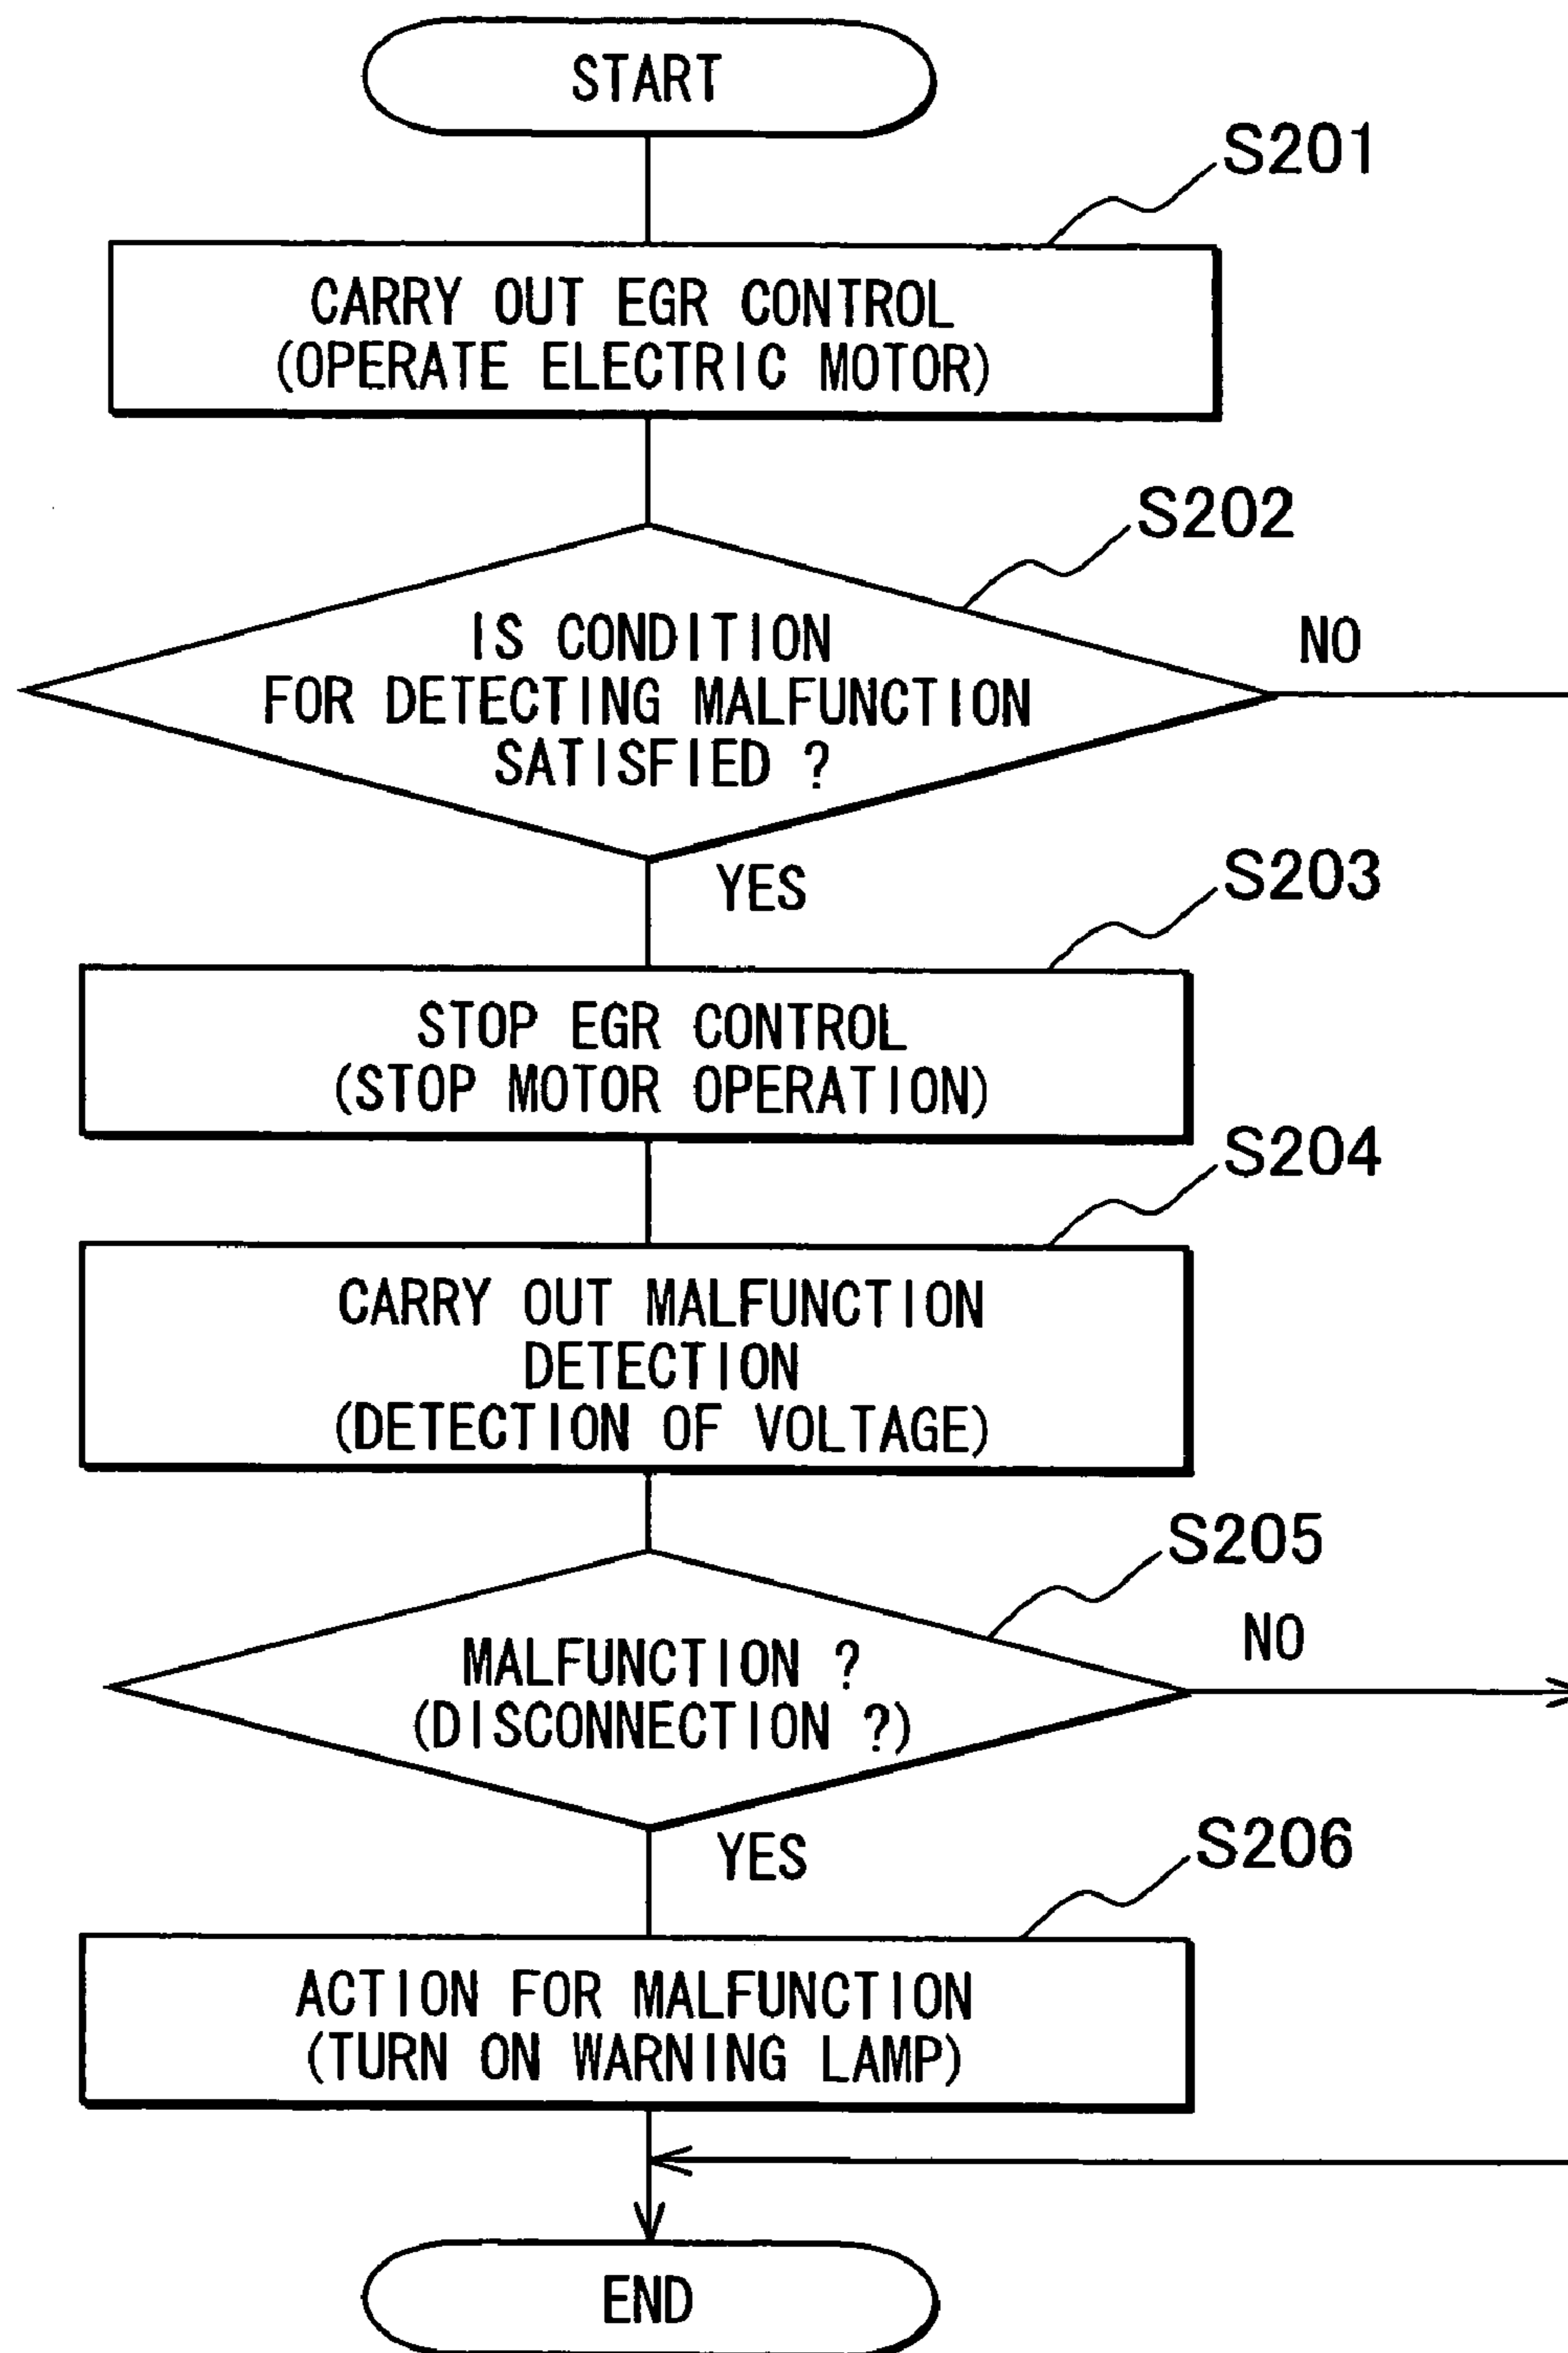 START
S201
CARRY OUT EGR CONTROL
(OPERATE ELECTRIC MOTOR)
S202
IS CONDITION
FOR DETECTING MALFUNCTION
SATISFIED ?
NO
YES
S203
STOP EGR CONTROL
(STOP MOTOR OPERATION)
S204
CARRY OUT MALFUNCTION
DETECTION
(DETECTION OF VOLTAGE)
S205
MALFUNCTION ?
(DISCONNECTION ?)
NO
YES
S206
ACTION FOR MALFUNCTION
(TURN ON WARNING LAMP)
END